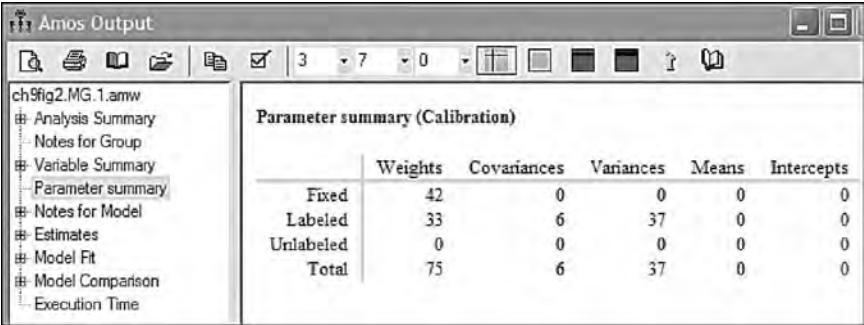 Amos Output
3 7 0
ch9fig2.MG.1.amw
Analysis Summary
Notes for Group
Variable Summary
Parameter summary
Notes for Model
Estimates
Model Fit
Model Comparison
Execution Time
Parameter summary (Calibration)
Weights Covariances Variances Means Intercepts
Fixed 42 0 0 0 0
Labeled 33 6 37 0 0
Unlabeled 0 0 0 0 0
Total 75 6 37 0 0